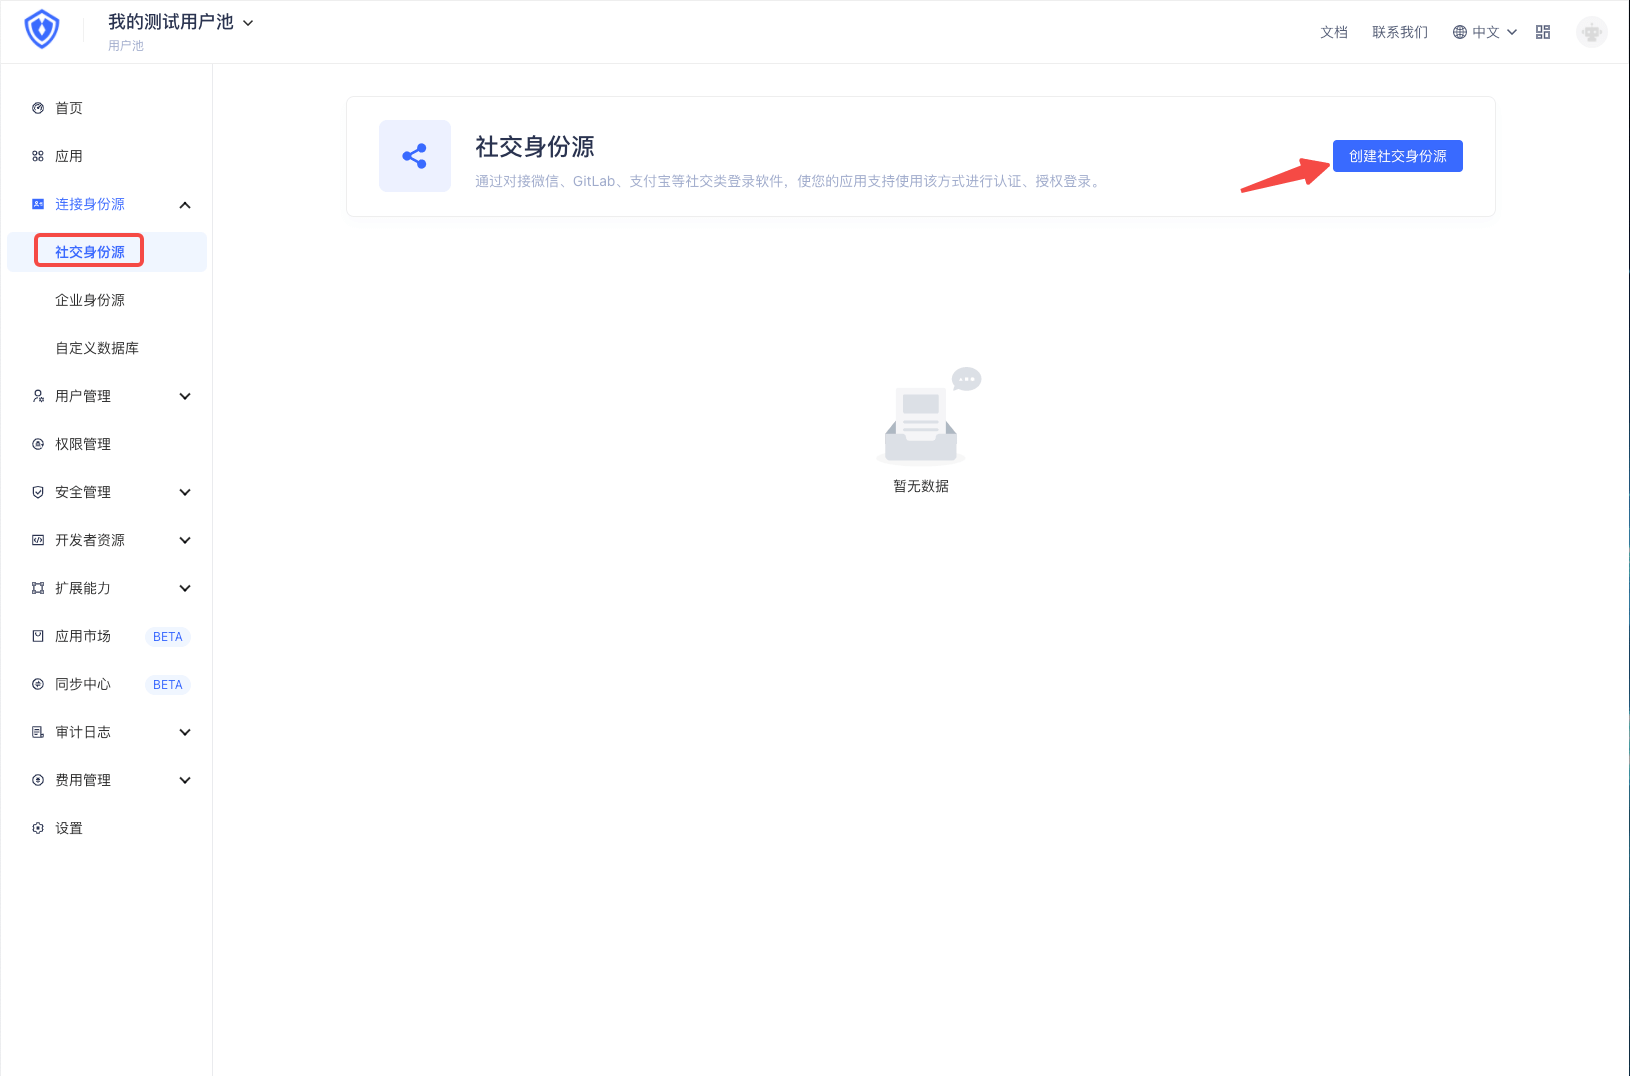 我的测试用户池
用户池
文档
联系我们
中文
首页
应用
连接身份源
社交身份源
企业身份源
自定义数据库
用户管理
权限管理
安全管理
开发者资源
扩展能力
应用市场 BETA
同步中心 BETA
审计日志
费用管理
设置
社交身份源
通过对接微信、GitLab、支付宝等社交类登录软件，使您的应用支持使用该方式进行认证、授权登录。
创建社交身份源
暂无数据